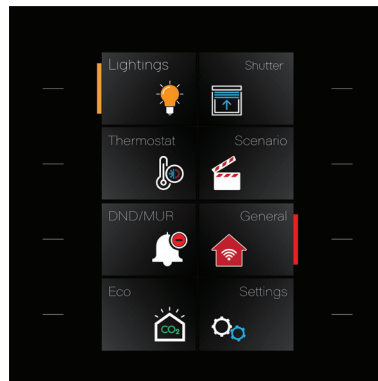 Lightings Shutter
Thermostat Scenario
DND/MUR General
Eco Settings
CO₂